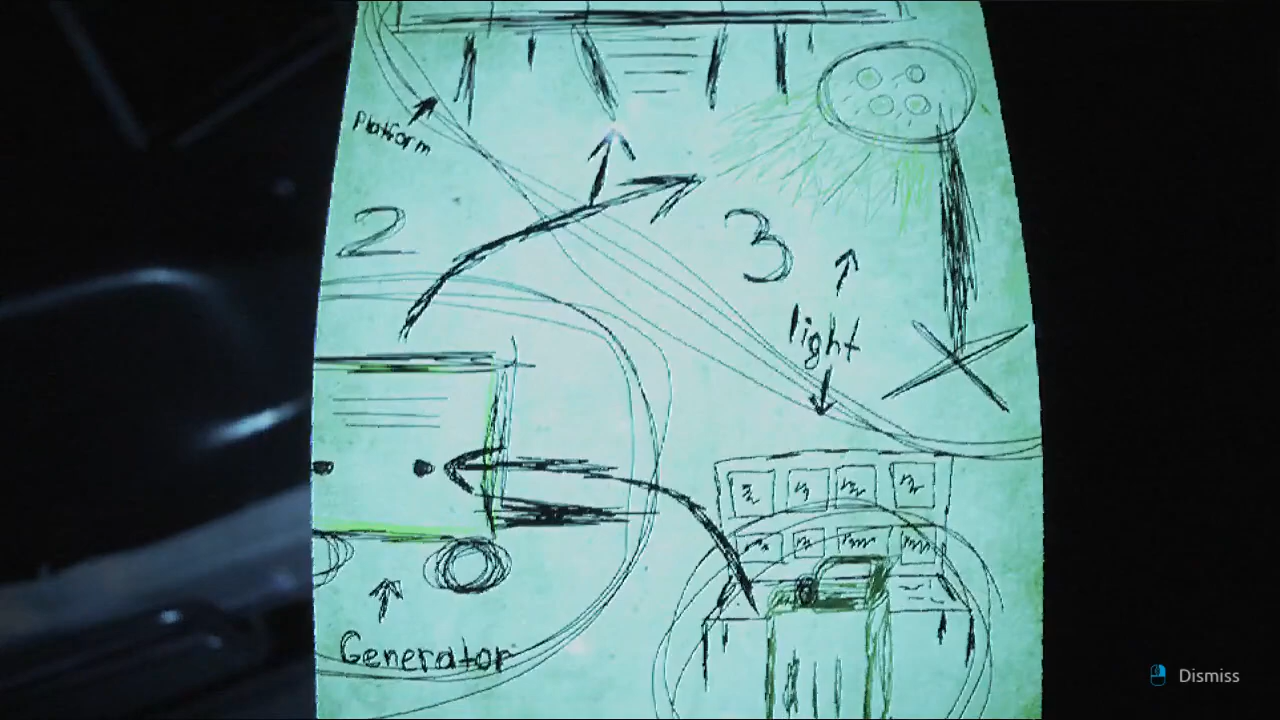 Platform
2
3
light
Generator
Dismiss